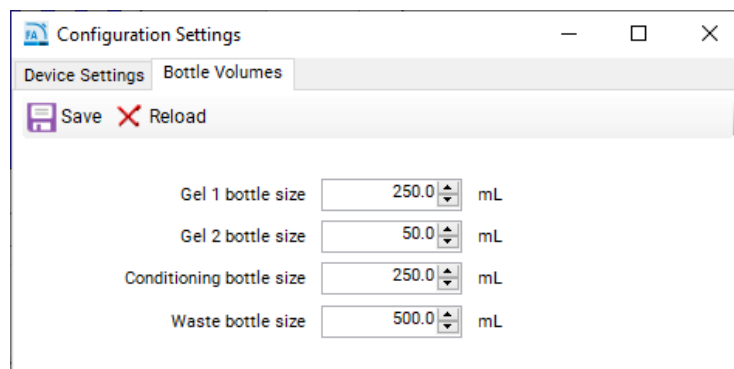 FA Configuration Settings
Device Settings Bottle Volumes
Save Reload
Gel 1 bottle size 250.0 mL
Gel 2 bottle size 50.0 mL
Conditioning bottle size 250.0 mL
Waste bottle size 500.0 mL